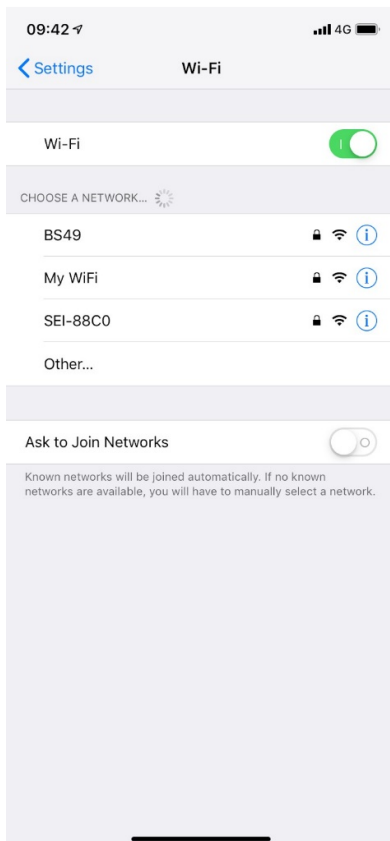 09:42
4G
Settings
Wi-Fi
Wi-Fi
CHOOSE A NETWORK...
BS49
My WiFi
SEI-88C0
Other...
Ask to Join Networks
Known networks will be joined automatically. If no known
networks are available, you will have to manually select a network.